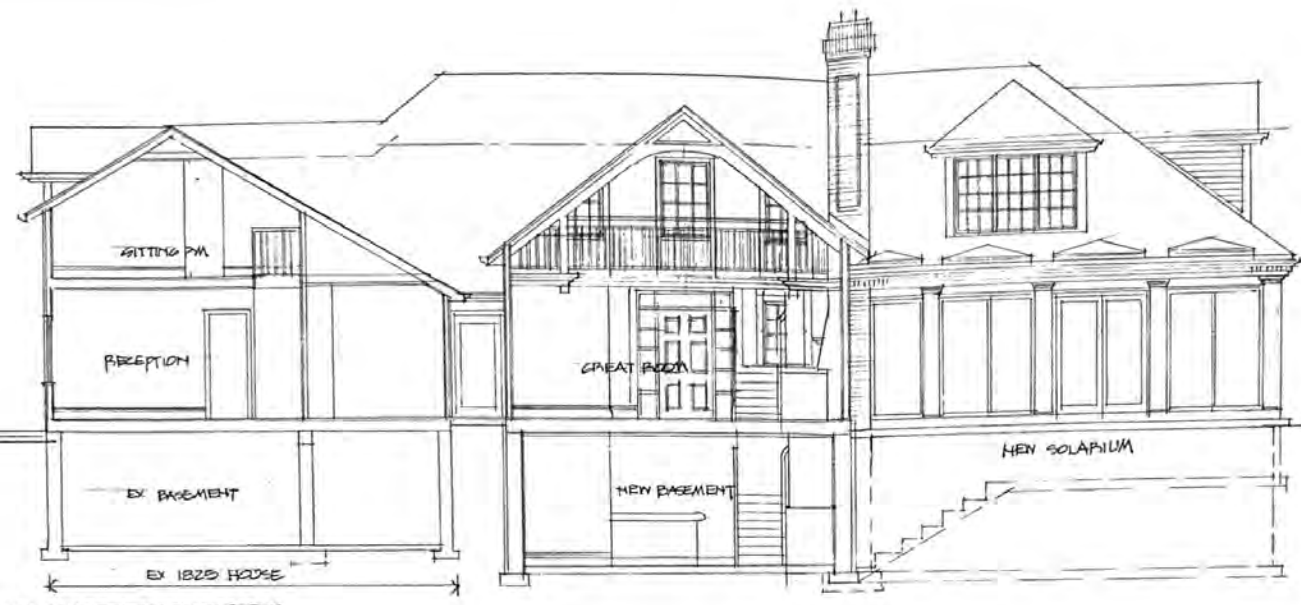 SITTING RM
RECEPTION
GREAT ROOM
NEW SOLARIUM
EX BASEMENT
NEW BASEMENT
EX 1825 HOUSE